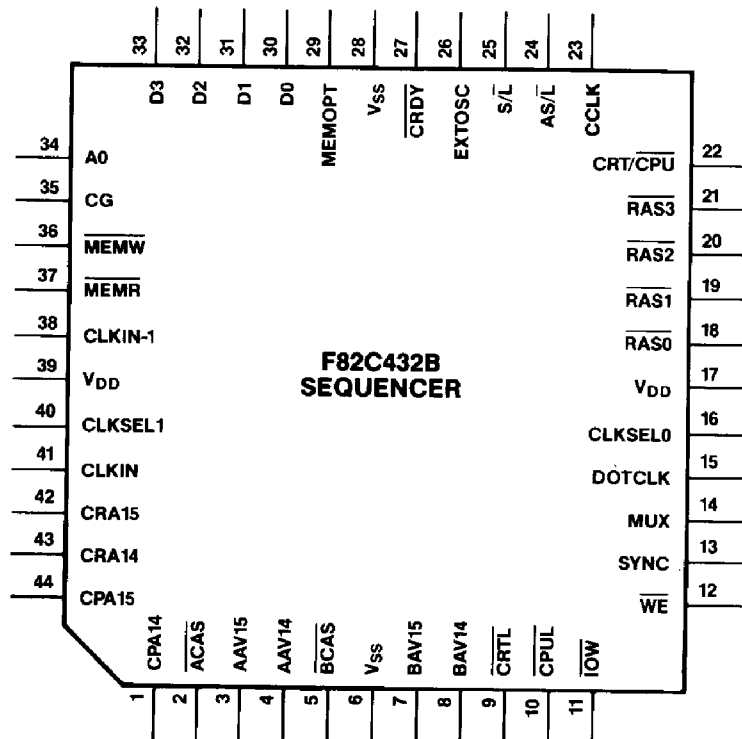 33 32 31 30 29 28 27 26 25 24 23
D3 D2 D1 D0 MEMOPT VSS CRDY EXTOSC S/L AS/L CCLK
34 A0
35 CG
36 MEMW
37 MEMR
38 CLKIN-1
39 VDD
40 CLKSEL1
41 CLKIN
42 CRA15
43 CRA14
44 CPA15
F82C432B
SEQUENCER
CRT/CPU 22
RAS3 21
RAS2 20
RAS1 19
RAS0 18
VDD 17
CLKSEL0 16
DOTCLK 15
MUX 14
SYNC 13
WE 12
CPA14 ACAS AAV15 AAV14 BCAS VSS BAV15 BAV14 CRTL CPUL IOW
1 2 3 4 5 6 7 8 9 10 11